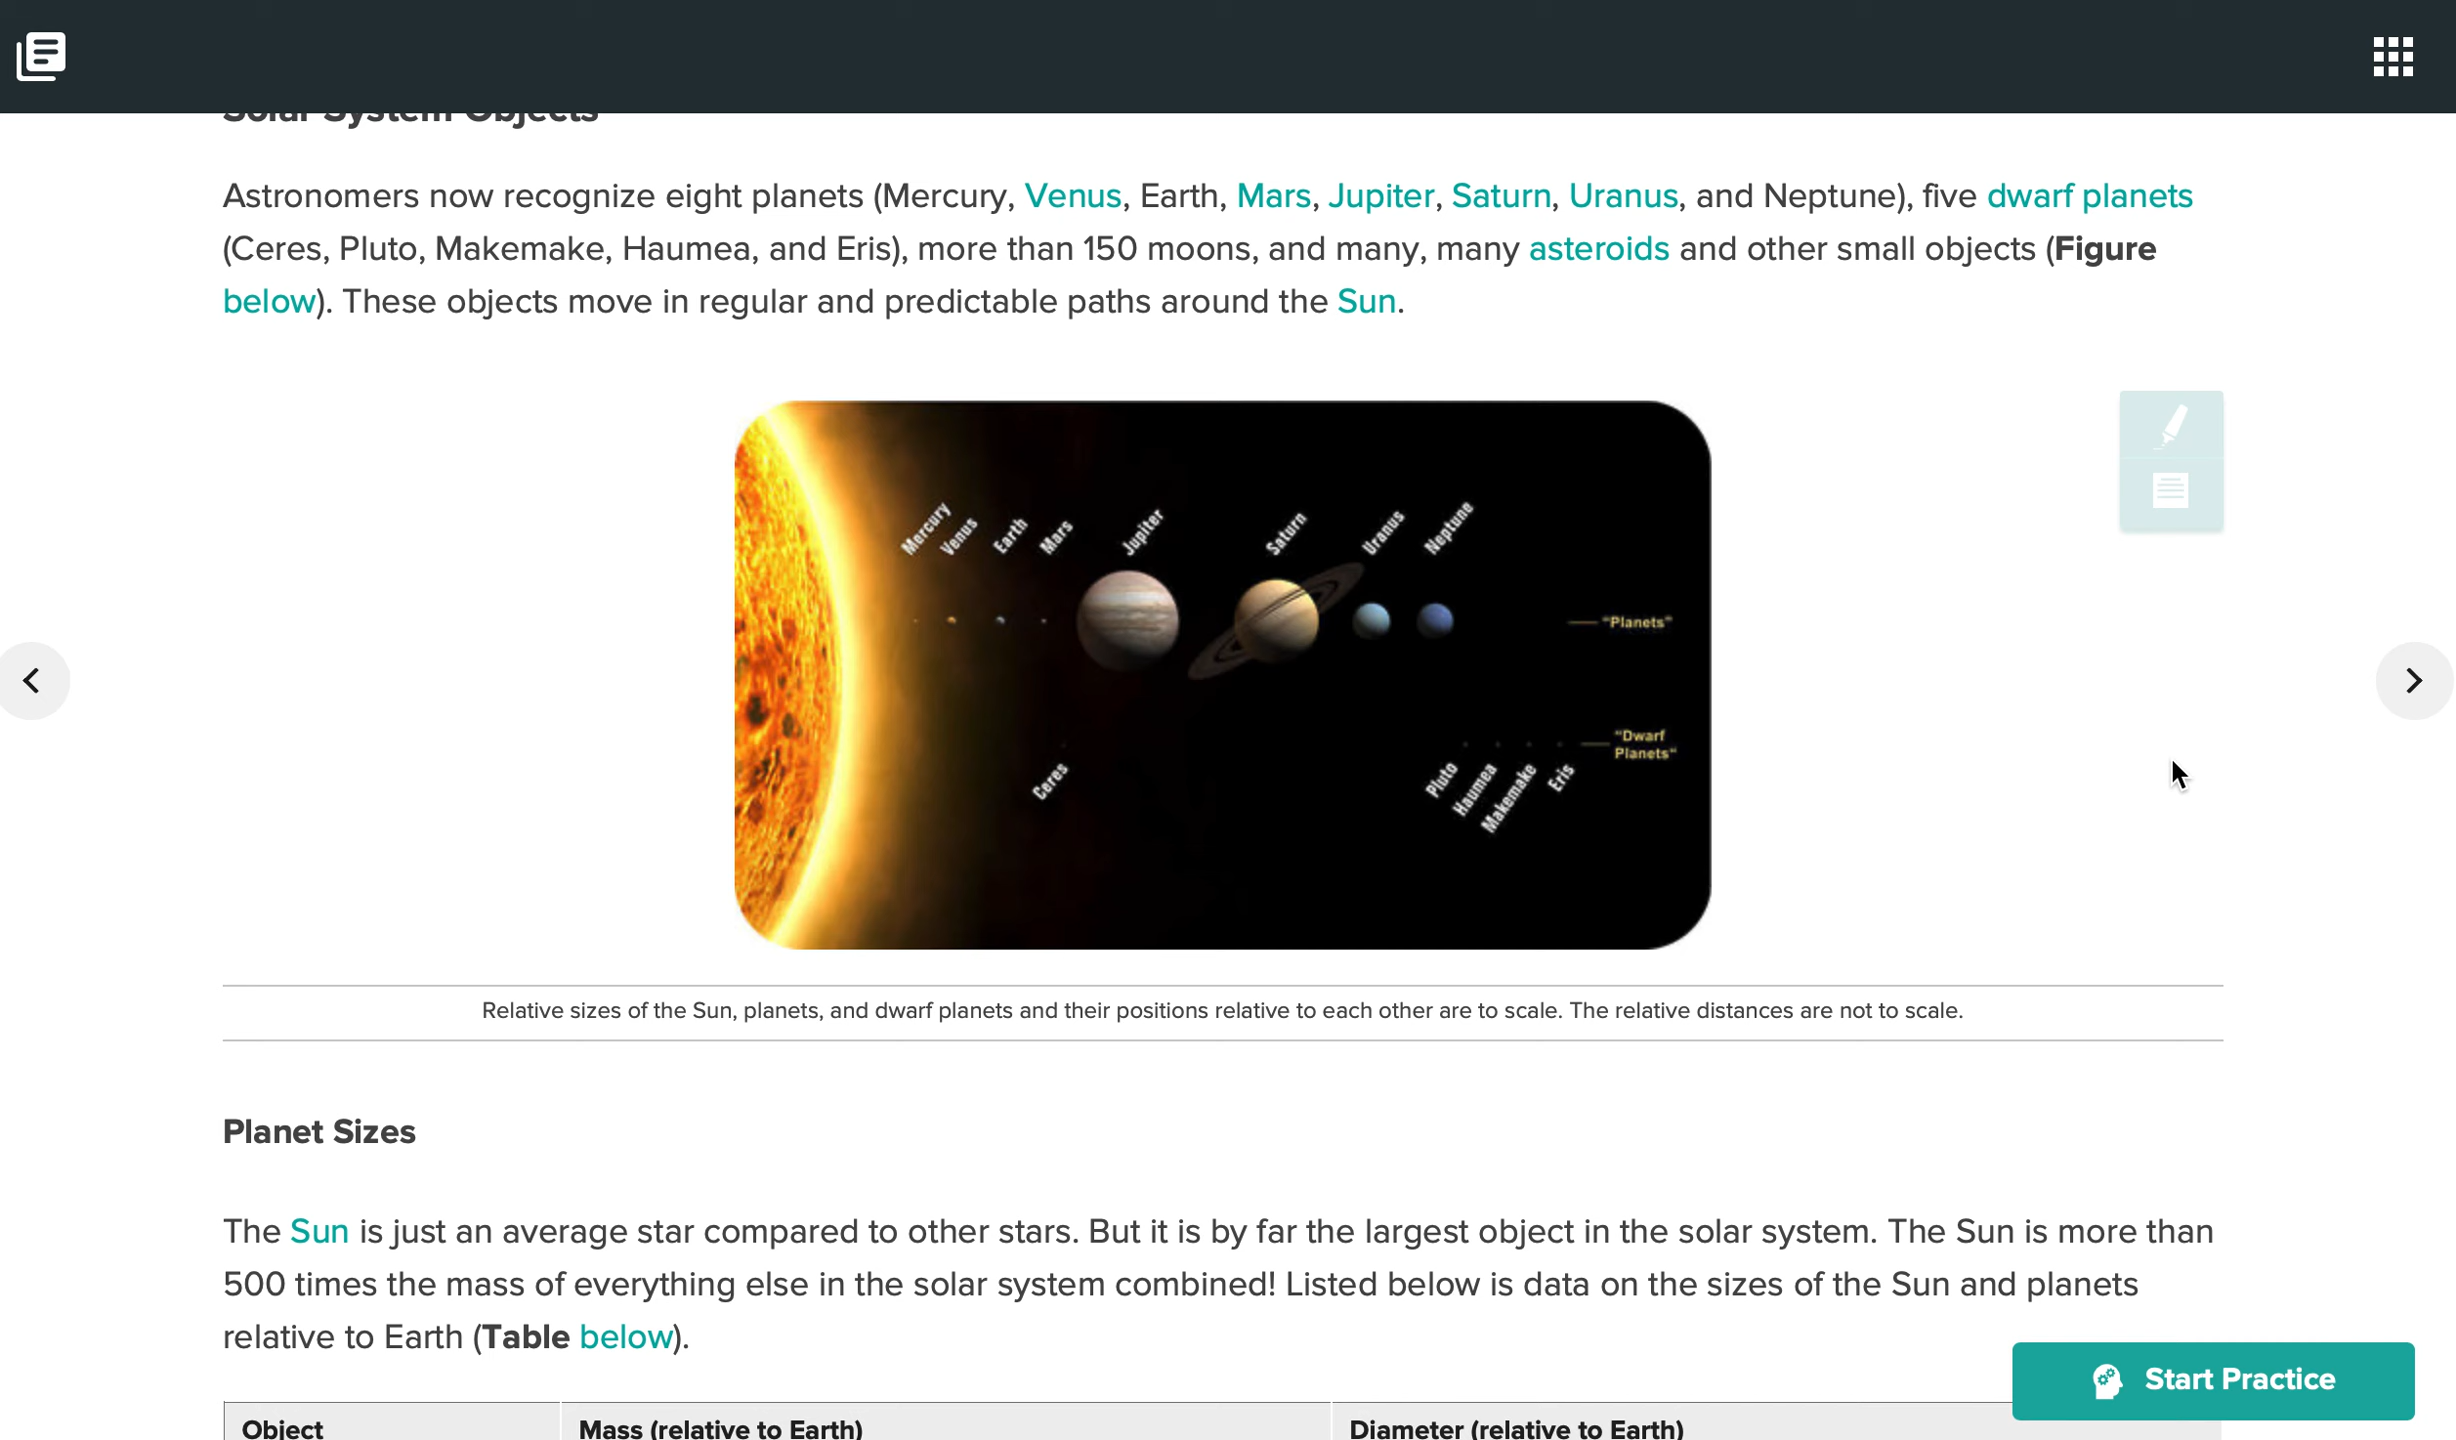 Solar System Objects
Astronomers now recognize eight planets (Mercury, Venus, Earth, Mars, Jupiter, Saturn, Uranus, and Neptune), five dwarf planets
(Ceres, Pluto, Makemake, Haumea, and Eris), more than 150 moons, and many, many asteroids and other small objects (Figure
below). These objects move in regular and predictable paths around the Sun.
Mercury
Venus
Earth
Mars
Jupiter
Saturn
Uranus
Neptune
"Planets"
"Dwarf
Planets"
Ceres
Pluto
Haumea
Makemake
Eris
Relative sizes of the Sun, planets, and dwarf planets and their positions relative to each other are to scale. The relative distances are not to scale.
Planet Sizes
The Sun is just an average star compared to other stars. But it is by far the largest object in the solar system. The Sun is more than
500 times the mass of everything else in the solar system combined! Listed below is data on the sizes of the Sun and planets
relative to Earth (Table below).
Start Practice
Object Mass (relative to Earth) Diameter (relative to Earth)